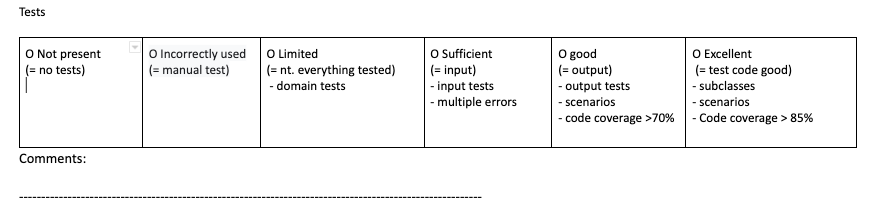 Tests
O Not present
(= no tests)
O Incorrectly used
(= manual test)
O Limited
(= nt. everything tested)
- domain tests
O Sufficient
(= input)
- input tests
- multiple errors
O good
(= output)
- output tests
- scenarios
- code coverage >70%
O Excellent
(= test code good)
- subclasses
- scenarios
- Code coverage > 85%
Comments:
----------------------------------------------------------------------------------------------------